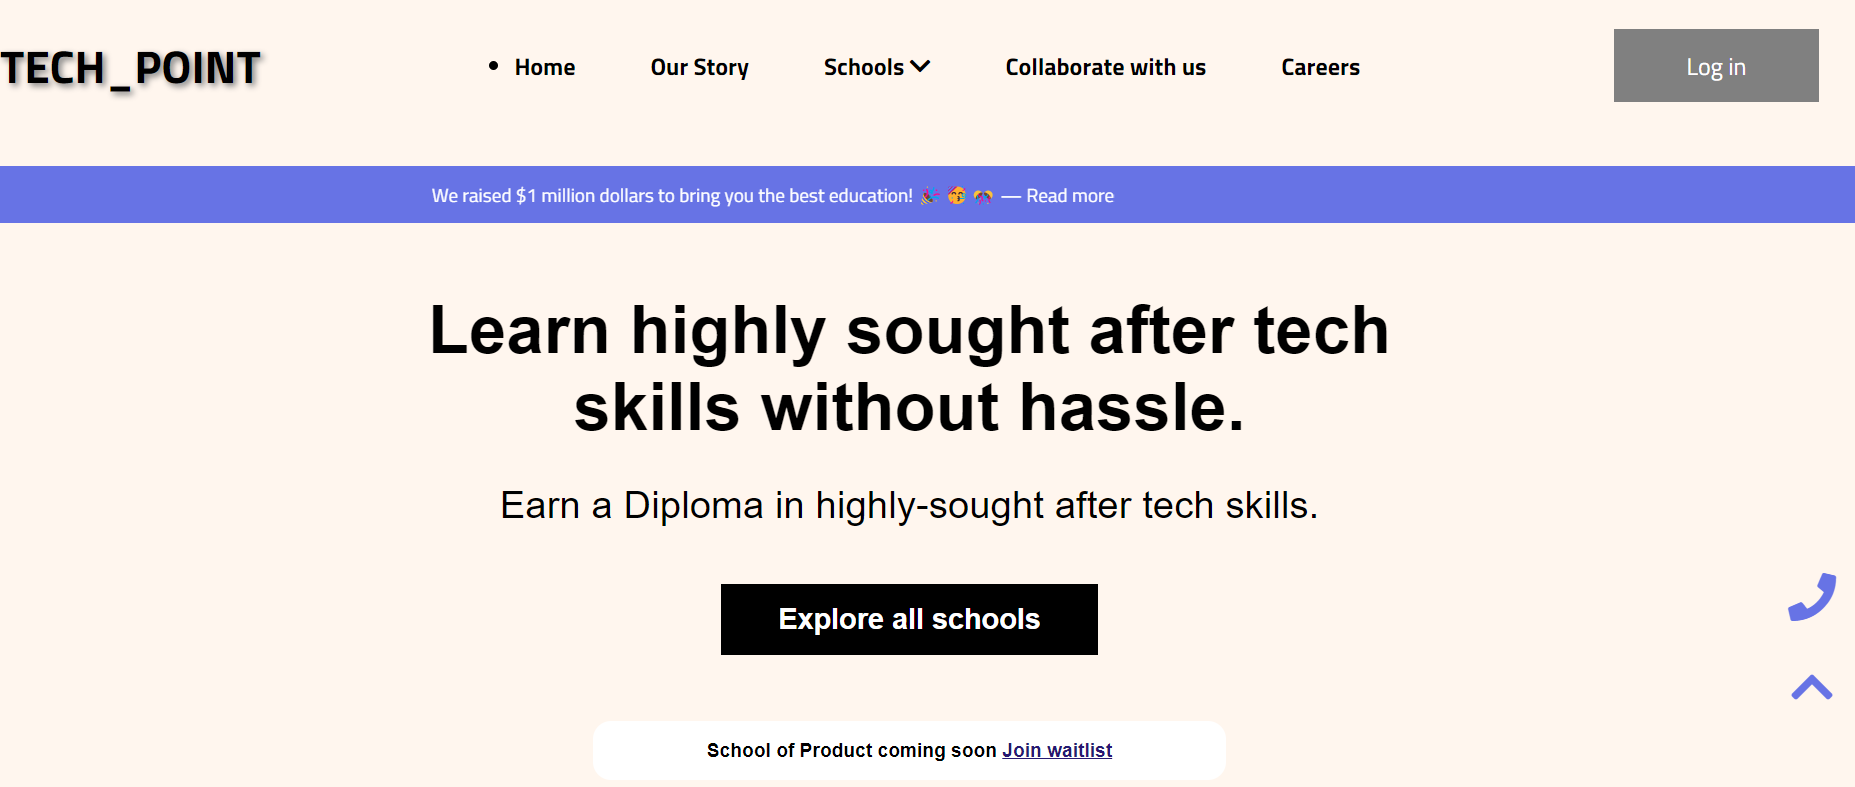 TECH_POINT
• Home Our Story Schools Collaborate with us Careers
Log in
We raised $1 million dollars to bring you the best education! 🎉 🥳 🎊 — Read more
Learn highly sought after tech
skills without hassle.
Earn a Diploma in highly-sought after tech skills.
Explore all schools
School of Product coming soon Join waitlist